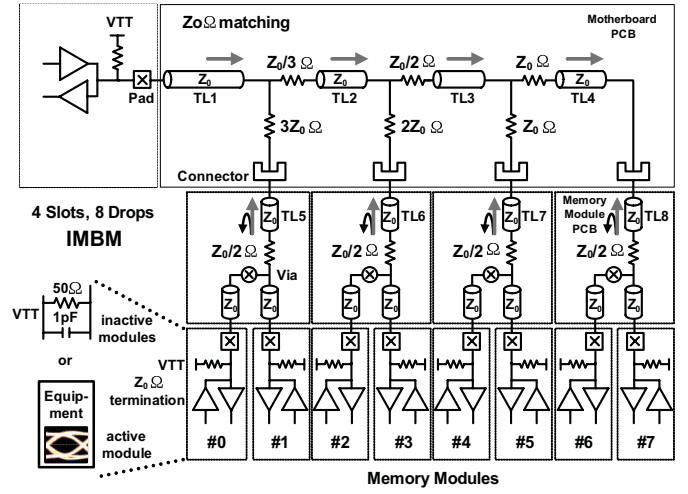 ZoΩ matching
Motherboard
PCB
VTT
Pad
Z₀
TL1
Z₀/3 Ω
Z₀
TL2
Z₀/2 Ω
TL3
Z₀ Ω
Z₀
TL4
3Z₀ Ω
2Z₀ Ω
Z₀ Ω
Connector
4 Slots, 8 Drops
IMBM
Z₀
TL5
Z₀
TL6
Z₀
TL7
Memory
Module
PCB
Z₀
TL8
Z₀/2 Ω
Z₀/2 Ω
Z₀/2 Ω
Z₀/2 Ω
Via
Z₀
Z₀
Z₀
Z₀
Z₀
Z₀
Z₀
Z₀
50Ω
VTT
1pF
inactive
modules
or
Equip-
ment
active
module
VTT
Z₀ Ω
termination
#0
#1
#2
#3
#4
#5
#6
#7
Memory Modules